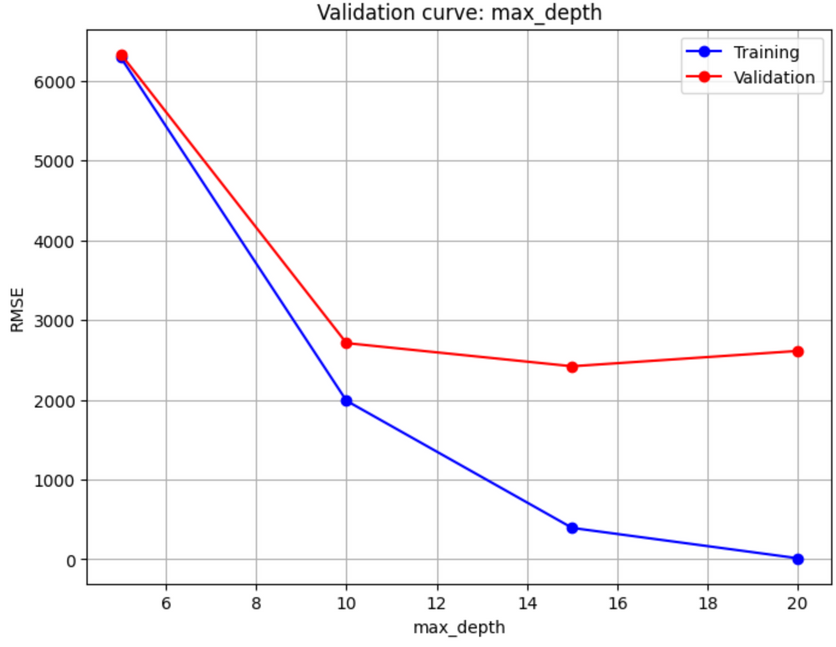 Validation curve: max_depth
Training
Validation
RMSE
6000
5000
4000
3000
2000
1000
0
6 8 10 12 14 16 18 20
max_depth